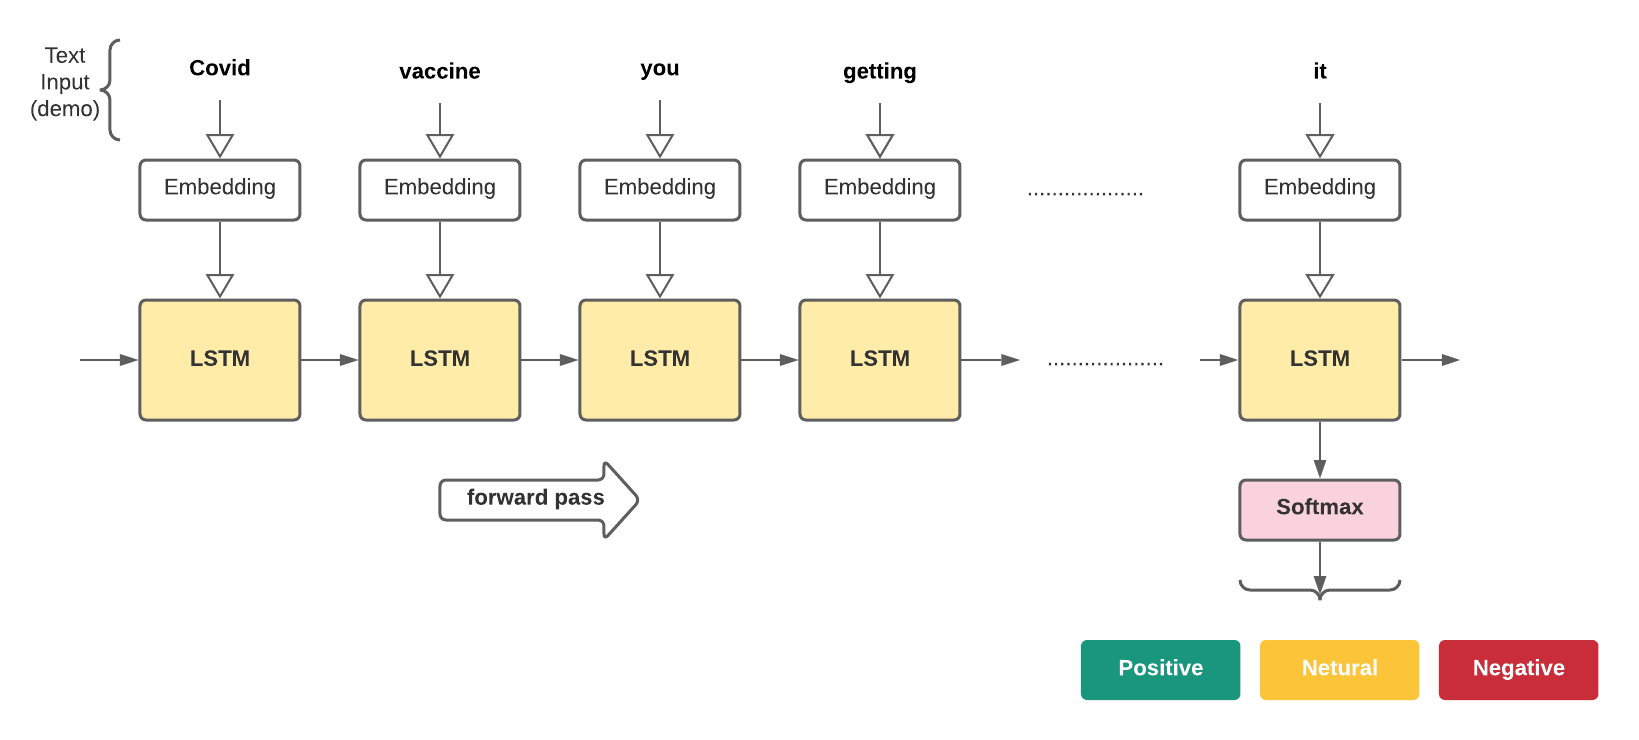 Text
Input
(demo)
Covid
vaccine
you
getting
it
Embedding
Embedding
Embedding
Embedding
...................
Embedding
LSTM
LSTM
LSTM
LSTM
...................
LSTM
forward pass
Softmax
Positive
Netural
Negative